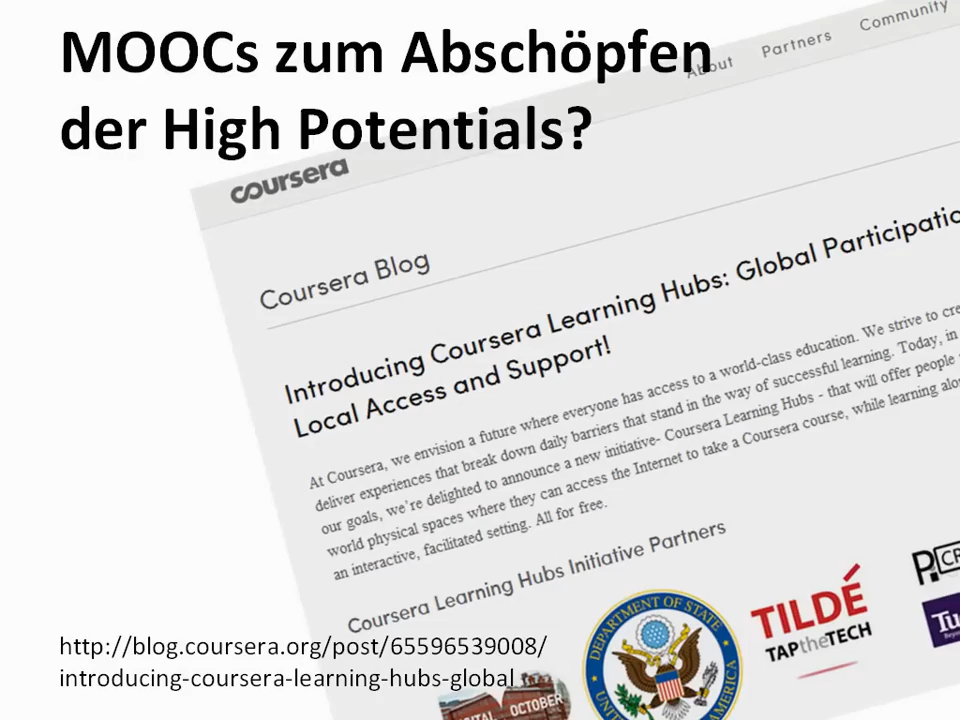 MOOCs zum Abschöpfen
der High Potentials?
About Partners Community
coursera
Coursera Blog
Introducing Coursera Learning Hubs: Global
Local Access and Support!
At Coursera, we envision a future where everyone has access to a world-class education. We strive to
deliver experiences that break down daily barriers that stand in the way of successful learning. Today, in
our goals, we're delighted to announce a new initiative- Coursera Learning Hubs - that will offer people
world physical spaces where they can access the Internet to take a Coursera course, while learning
an interactive, facilitated setting. All for free.
Coursera Learning Hubs Initiative Partners
DEPARTMENT OF STATE
TILDÉ
TAPtheTECH
OCTOBER
http://blog.coursera.org/post/65596539008/
introducing-coursera-learning-hubs-global